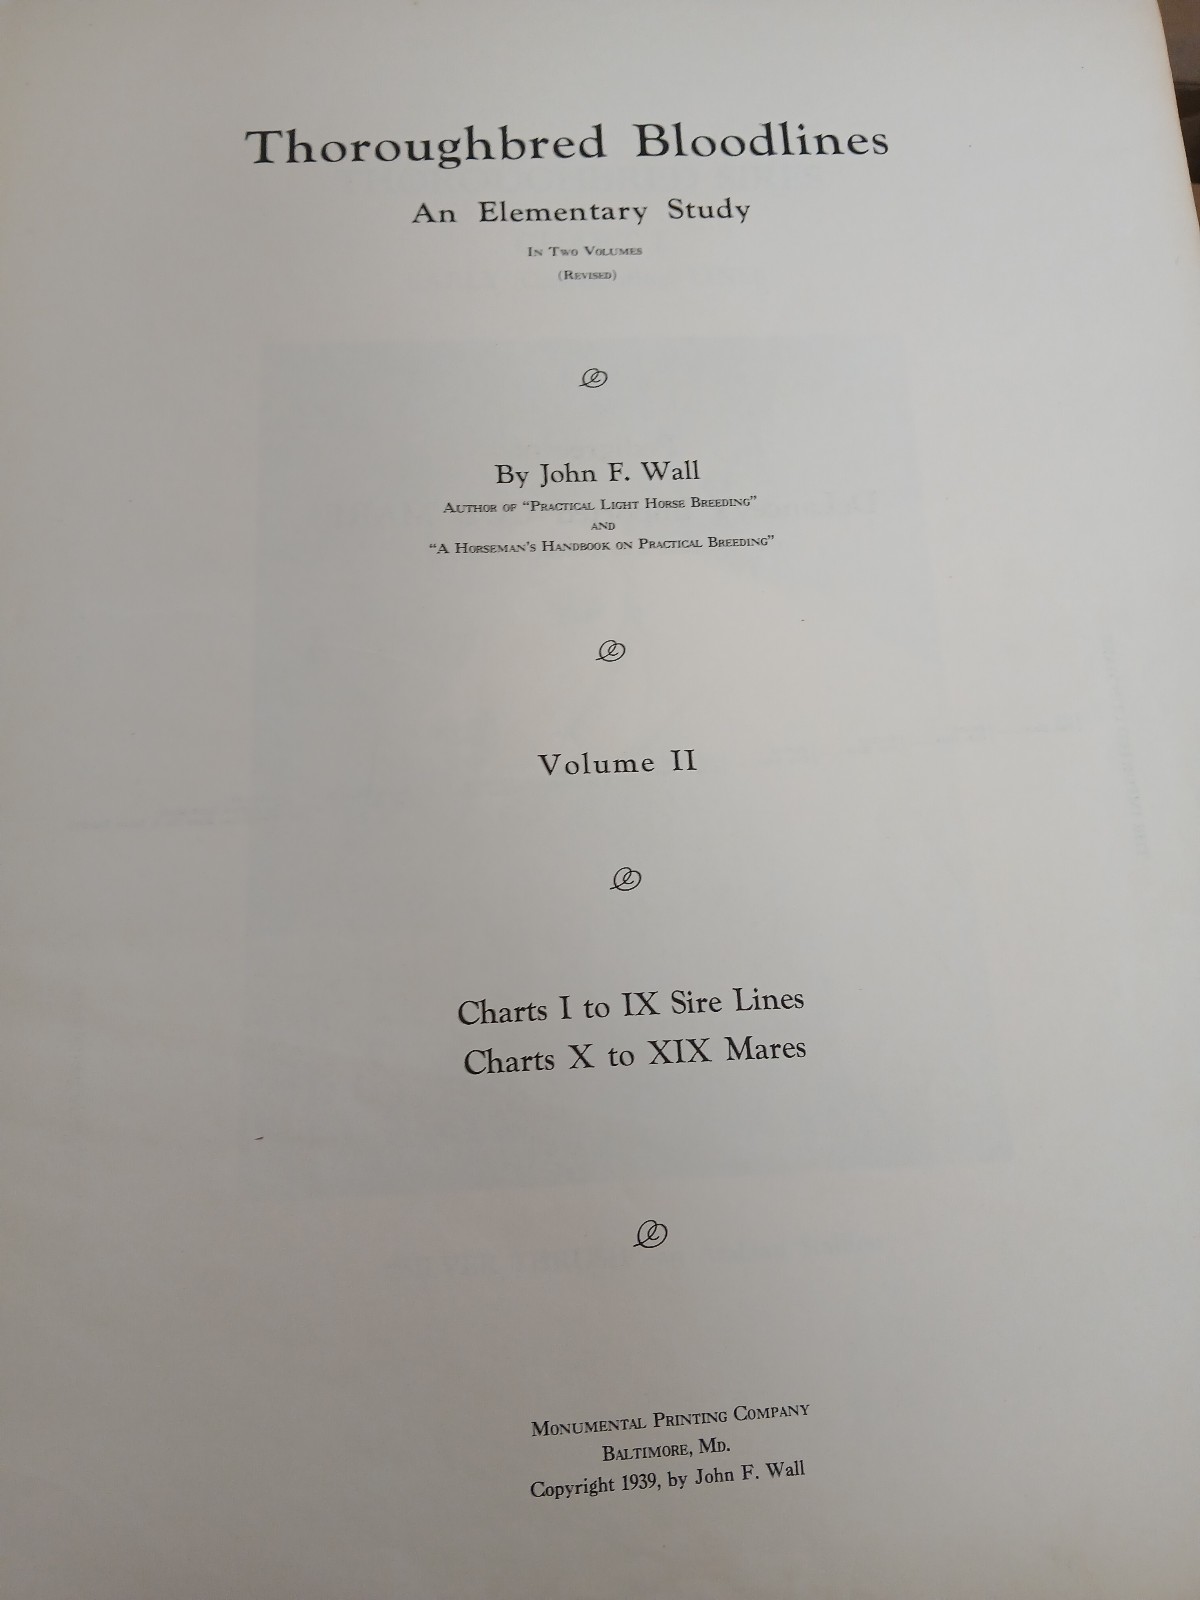 Thoroughbred Bloodlines
An Elementary Study
In Two Volumes
(Revised)
By John F. Wall
Author of "Practical Light Horse Breeding"
and
"A Horseman's Handbook on Practical Breeding"
Volume II
Charts I to IX Sire Lines
Charts X to XIX Mares
Monumental Printing Company
Baltimore, Md.
Copyright 1939, by John F. Wall